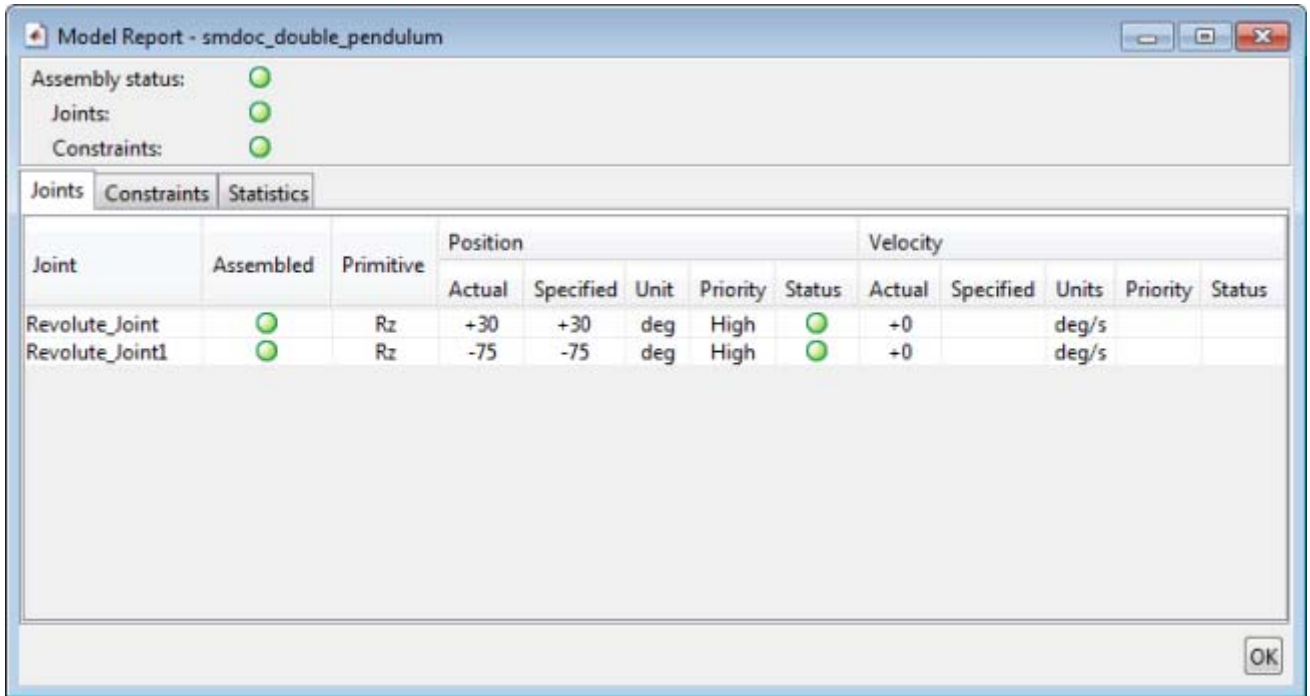 Model Report - smdoc_double_pendulum
Assembly status:
Joints:
Constraints:
Joints Constraints Statistics
Joint Assembled Primitive Position Velocity
Actual Specified Unit Priority Status Actual Specified Units Priority Status
Revolute_Joint Rz +30 +30 deg High +0 deg/s
Revolute_Joint1 Rz -75 -75 deg High +0 deg/s
OK